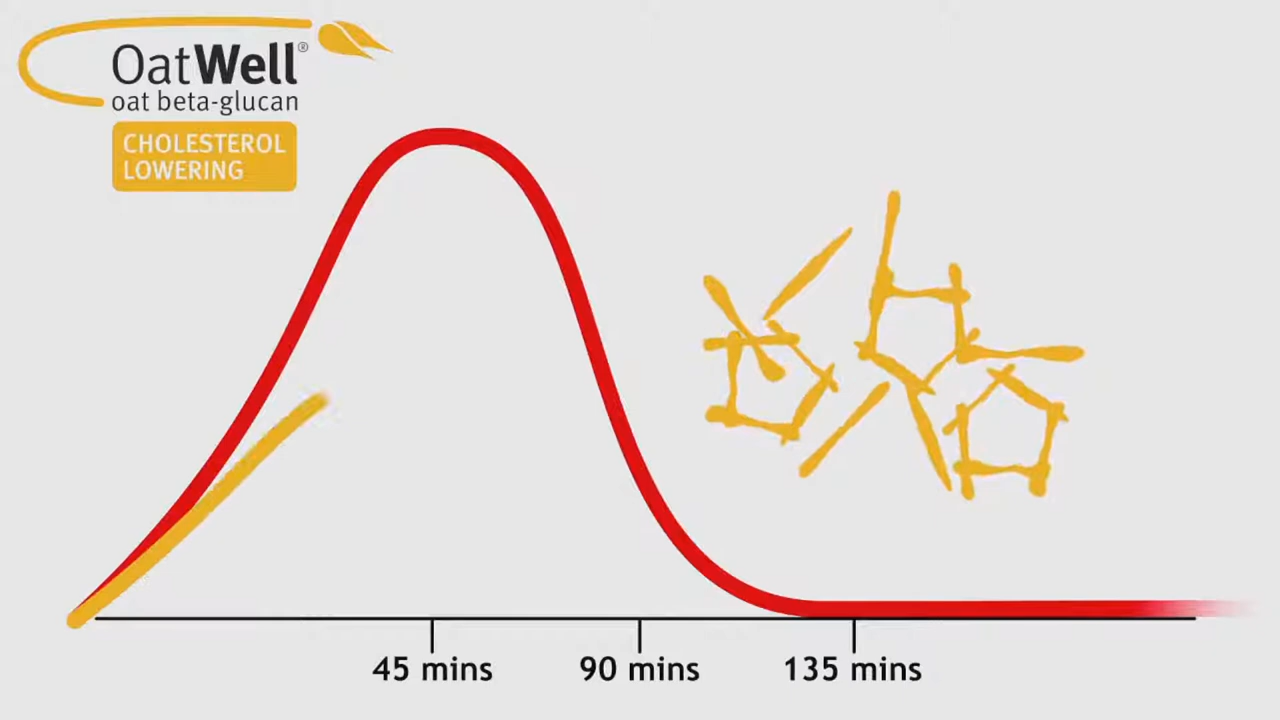 OatWell®
oat beta-glucan
CHOLESTEROL
LOWERING
45 mins 90 mins 135 mins